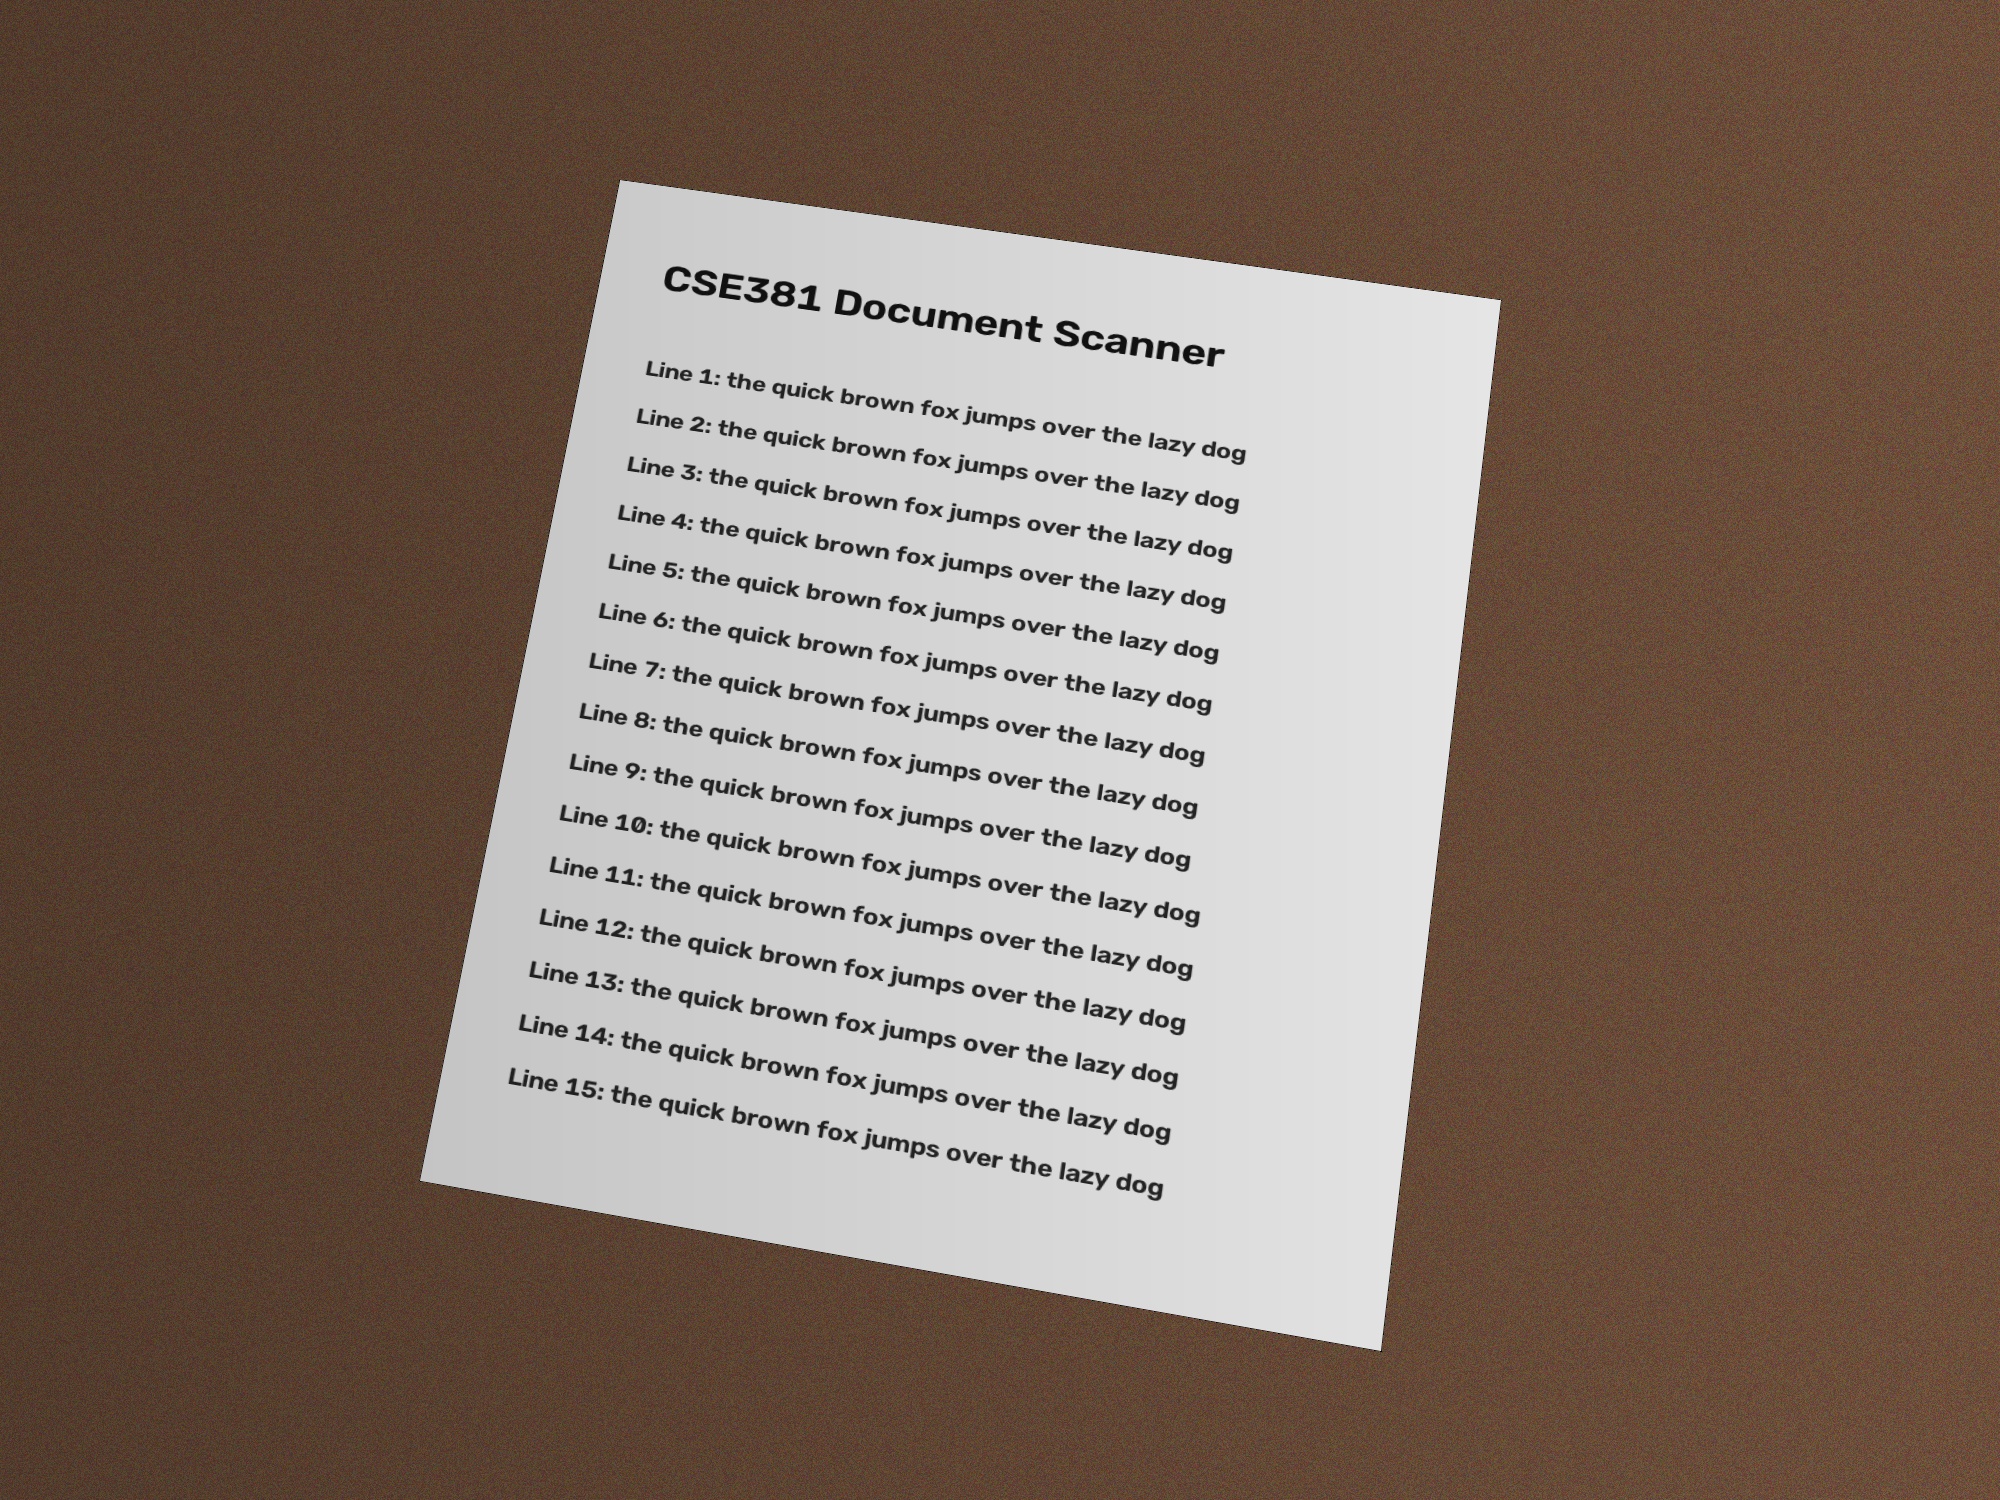 CSE381 Document Scanner
Line 1: the quick brown fox jumps over the lazy dog
Line 2: the quick brown fox jumps over the lazy dog
Line 3: the quick brown fox jumps over the lazy dog
Line 4: the quick brown fox jumps over the lazy dog
Line 5: the quick brown fox jumps over the lazy dog
Line 6: the quick brown fox jumps over the lazy dog
Line 7: the quick brown fox jumps over the lazy dog
Line 8: the quick brown fox jumps over the lazy dog
Line 9: the quick brown fox jumps over the lazy dog
Line 10: the quick brown fox jumps over the lazy dog
Line 11: the quick brown fox jumps over the lazy dog
Line 12: the quick brown fox jumps over the lazy dog
Line 13: the quick brown fox jumps over the lazy dog
Line 14: the quick brown fox jumps over the lazy dog
Line 15: the quick brown fox jumps over the lazy dog